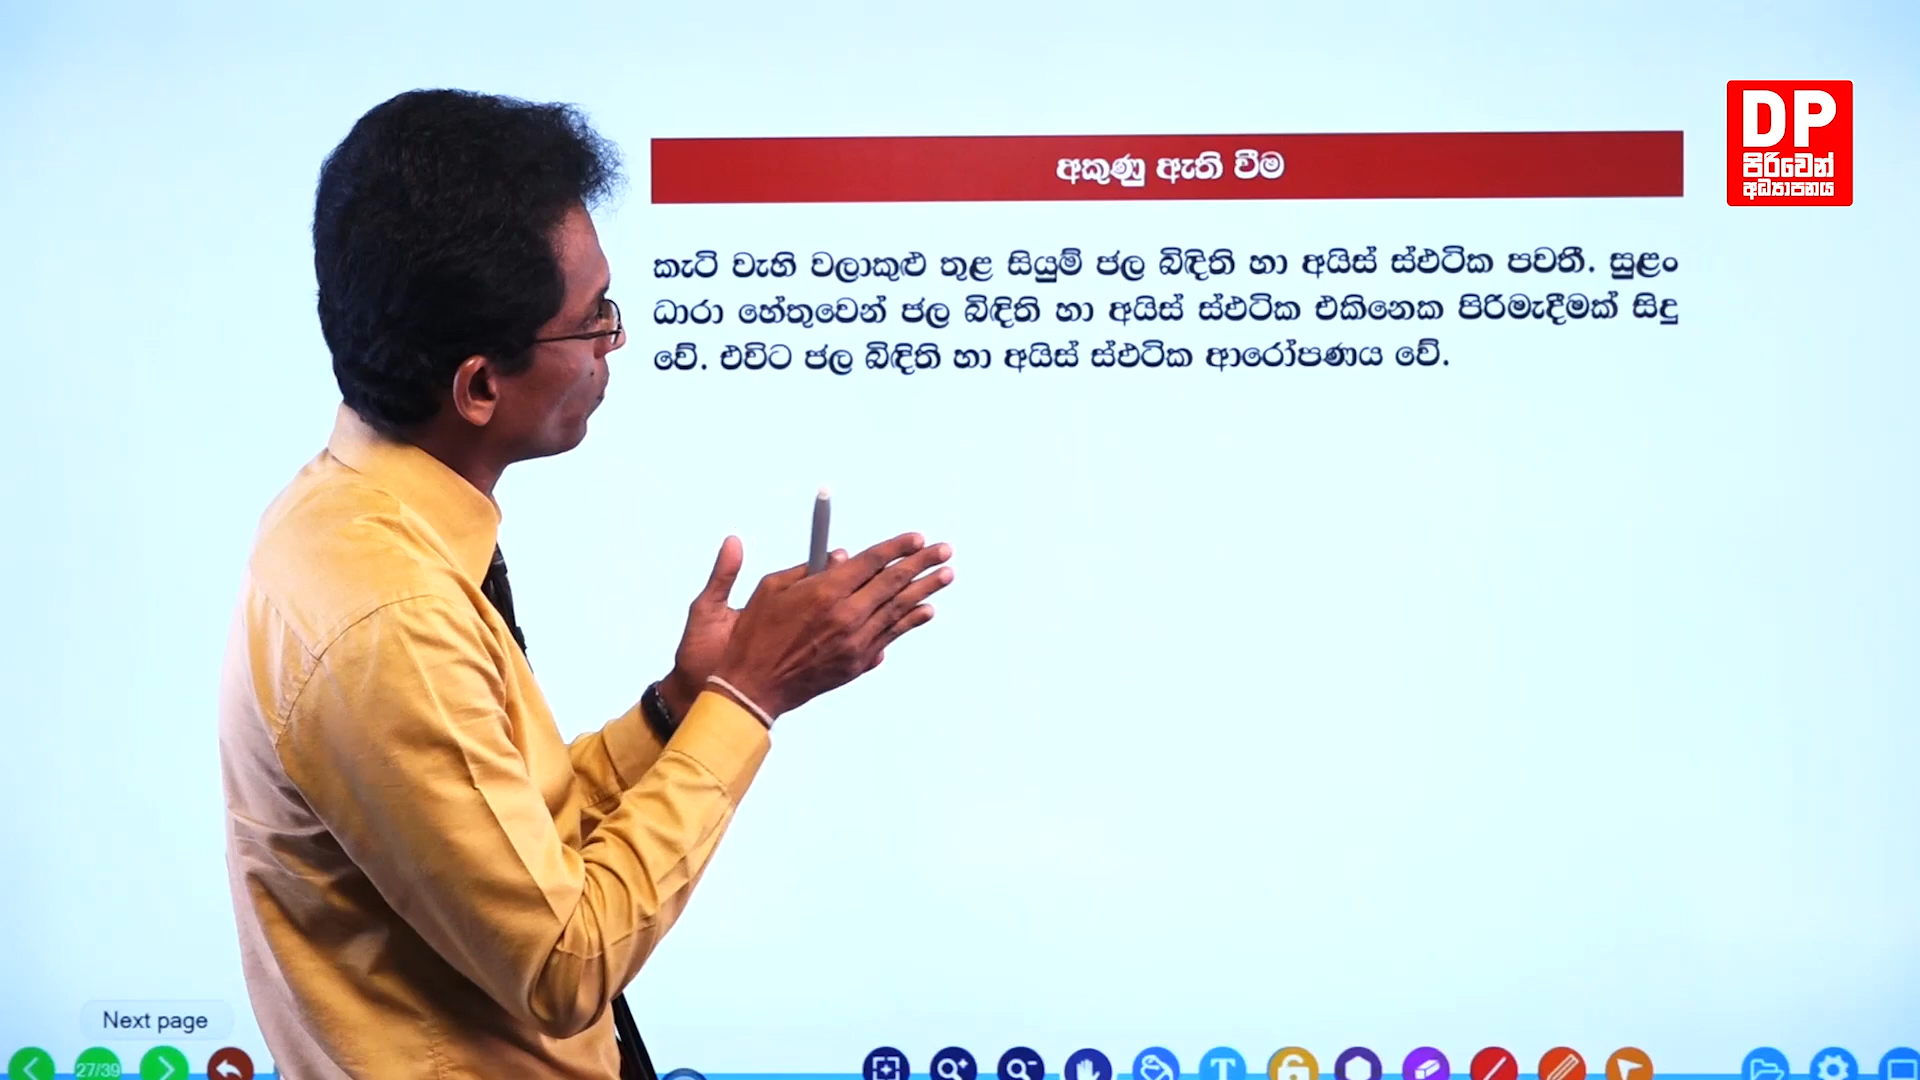 DP
පිරිවෙන්
අධ්‍යාපනය
අකුණු ඇති වීම
කැටි වැහි වලාකුළු තුළ සියුම් ජල බිඳිති හා අයිස් ස්ඵටික පවතී. සුළං
ධාරා හේතුවෙන් ජල බිඳිති හා අයිස් ස්ඵටික එකිනෙක පිරිමැදීමක් සිදු
වේ. එවිට ජල බිඳිති හා අයිස් ස්ඵටික ආරෝපණය වේ.
Next page
27/39
T